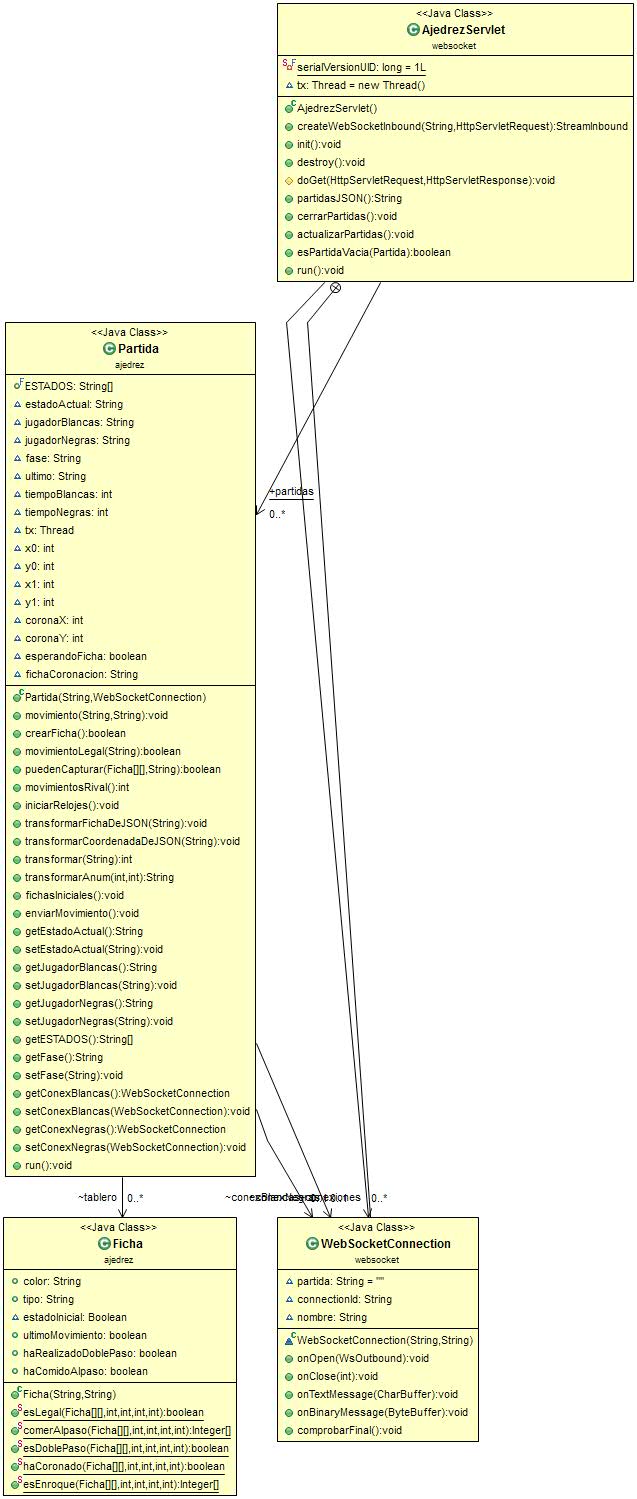 <<Java Class>>
AjedrezServlet
websocket
serialVersionUID: long = 1L
tx: Thread = new Thread()
AjedrezServlet()
createWebSocketInbound(String,HttpServletRequest):StreamInbound
init():void
destroy():void
doGet(HttpServletRequest,HttpServletResponse):void
partidasJSON():String
cerrarPartidas():void
actualizarPartidas():void
esPartidaVacia(Partida):boolean
run():void
<<Java Class>>
Partida
ajedrez
ESTADOS: String[]
estadoActual: String
jugadorBlancas: String
jugadorNegras: String
fase: String
ultimo: String
tiempoBlancas: int
tiempoNegras: int
tx: Thread
x0: int
y0: int
x1: int
y1: int
coronaX: int
coronaY: int
esperandoFicha: boolean
fichaCoronacion: String
Partida(String,WebSocketConnection)
movimiento(String,String):void
crearFicha():boolean
movimientoLegal(String):boolean
puedenCapturar(Ficha[][],String):boolean
movimientosRival():int
iniciarRelojes():void
transformarFichaDeJSON(String):void
transformarCoordenadaDeJSON(String):void
transformar(String):int
transformarAnum(int,int):String
fichasIniciales():void
enviarMovimiento():void
getEstadoActual():String
setEstadoActual(String):void
getJugadorBlancas():String
setJugadorBlancas(String):void
getJugadorNegras():String
setJugadorNegras(String):void
getESTADOS():String[]
getFase():String
setFase(String):void
getConexBlancas():WebSocketConnection
setConexBlancas(WebSocketConnection):void
getConexNegras():WebSocketConnection
setConexNegras(WebSocketConnection):void
run():void
+partidas
0..*
~tablero
0..*
0..*
<<Java Class>>
Ficha
ajedrez
color: String
tipo: String
estadoInicial: Boolean
ultimoMovimiento: boolean
haRealizadoDoblePaso: boolean
haComidoAlpaso: boolean
Ficha(String,String)
esLegal(Ficha[][],int,int,int,int):boolean
comerAlpaso(Ficha[][],int,int,int,int):Integer[]
esDoblePaso(Ficha[][],int,int,int,int):boolean
haCoronado(Ficha[][],int,int,int,int):boolean
esEnroque(Ficha[][],int,int,int,int):Integer[]
<<Java Class>>
WebSocketConnection
websocket
partida: String = ""
connectionId: String
nombre: String
WebSocketConnection(String,String)
onOpen(WsOutbound):void
onClose(int):void
onTextMessage(CharBuffer):void
onBinaryMessage(ByteBuffer):void
comprobarFinal():void